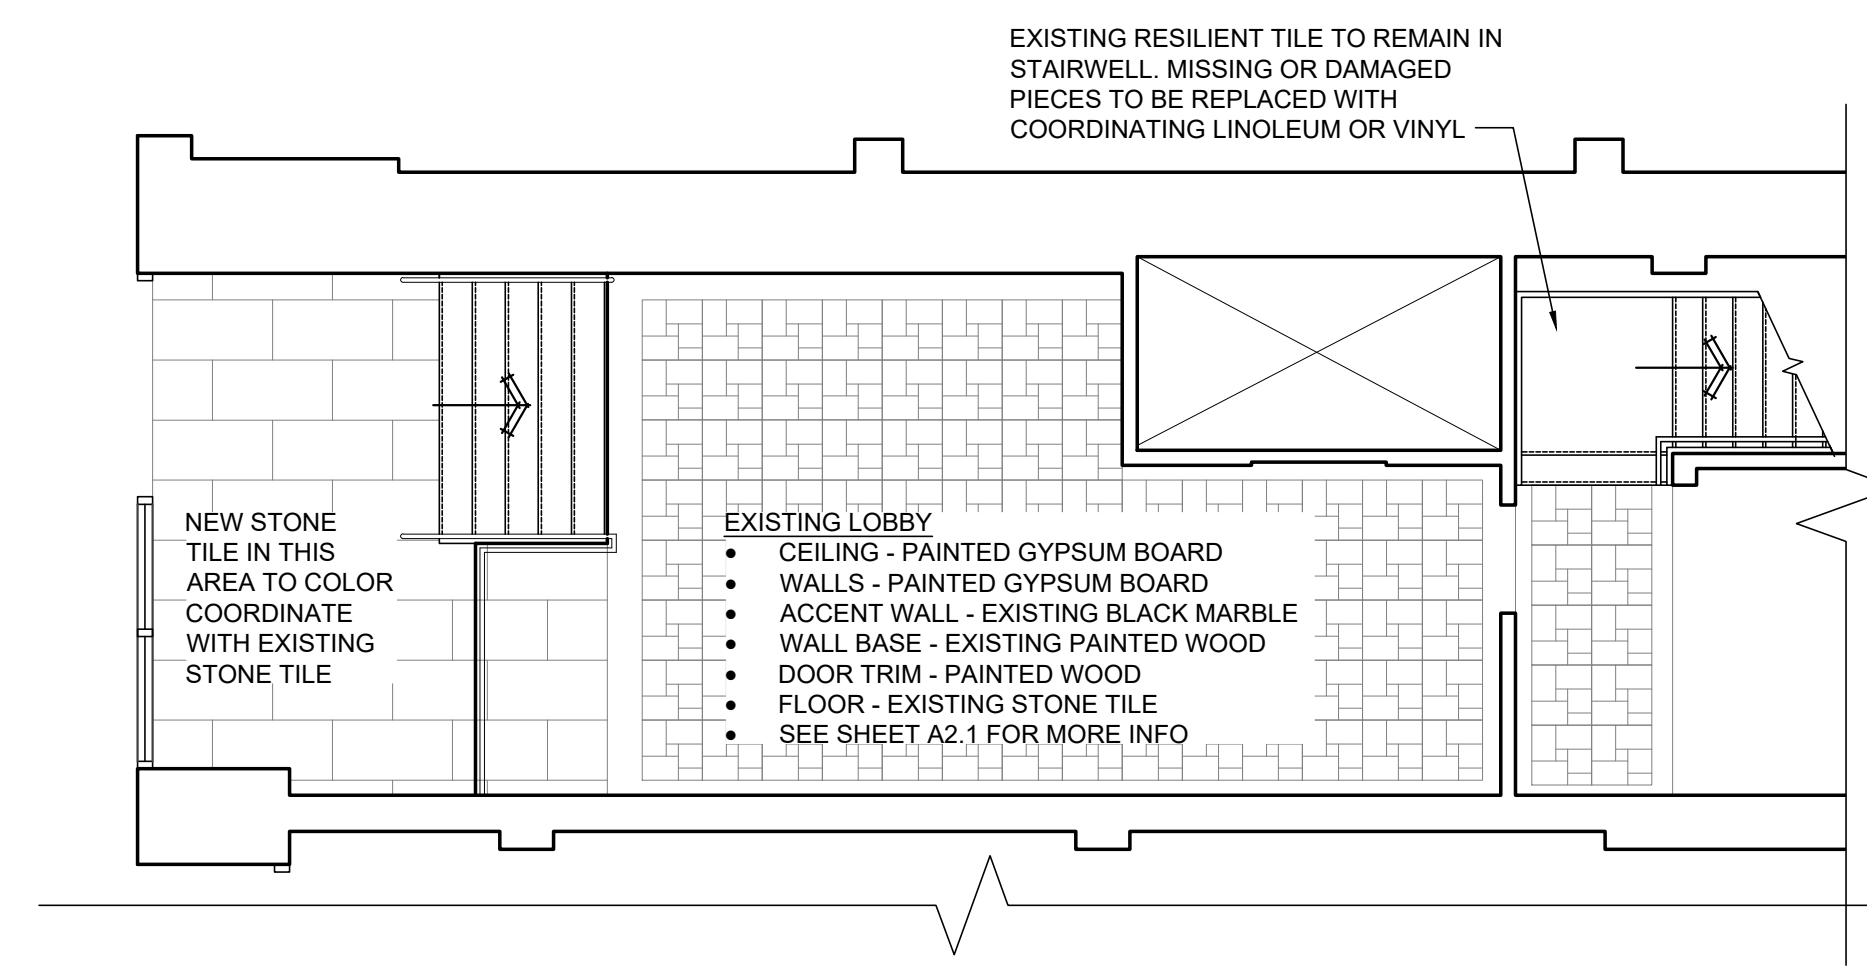 EXISTING RESILIENT TILE TO REMAIN IN
STAIRWELL. MISSING OR DAMAGED
PIECES TO BE REPLACED WITH
COORDINATING LINOLEUM OR VINYL
NEW STONE
TILE IN THIS
AREA TO COLOR
COORDINATE
WITH EXISTING
STONE TILE
EXISTING LOBBY
• CEILING - PAINTED GYPSUM BOARD
• WALLS - PAINTED GYPSUM BOARD
• ACCENT WALL - EXISTING BLACK MARBLE
• WALL BASE - EXISTING PAINTED WOOD
• DOOR TRIM - PAINTED WOOD
• FLOOR - EXISTING STONE TILE
• SEE SHEET A2.1 FOR MORE INFO